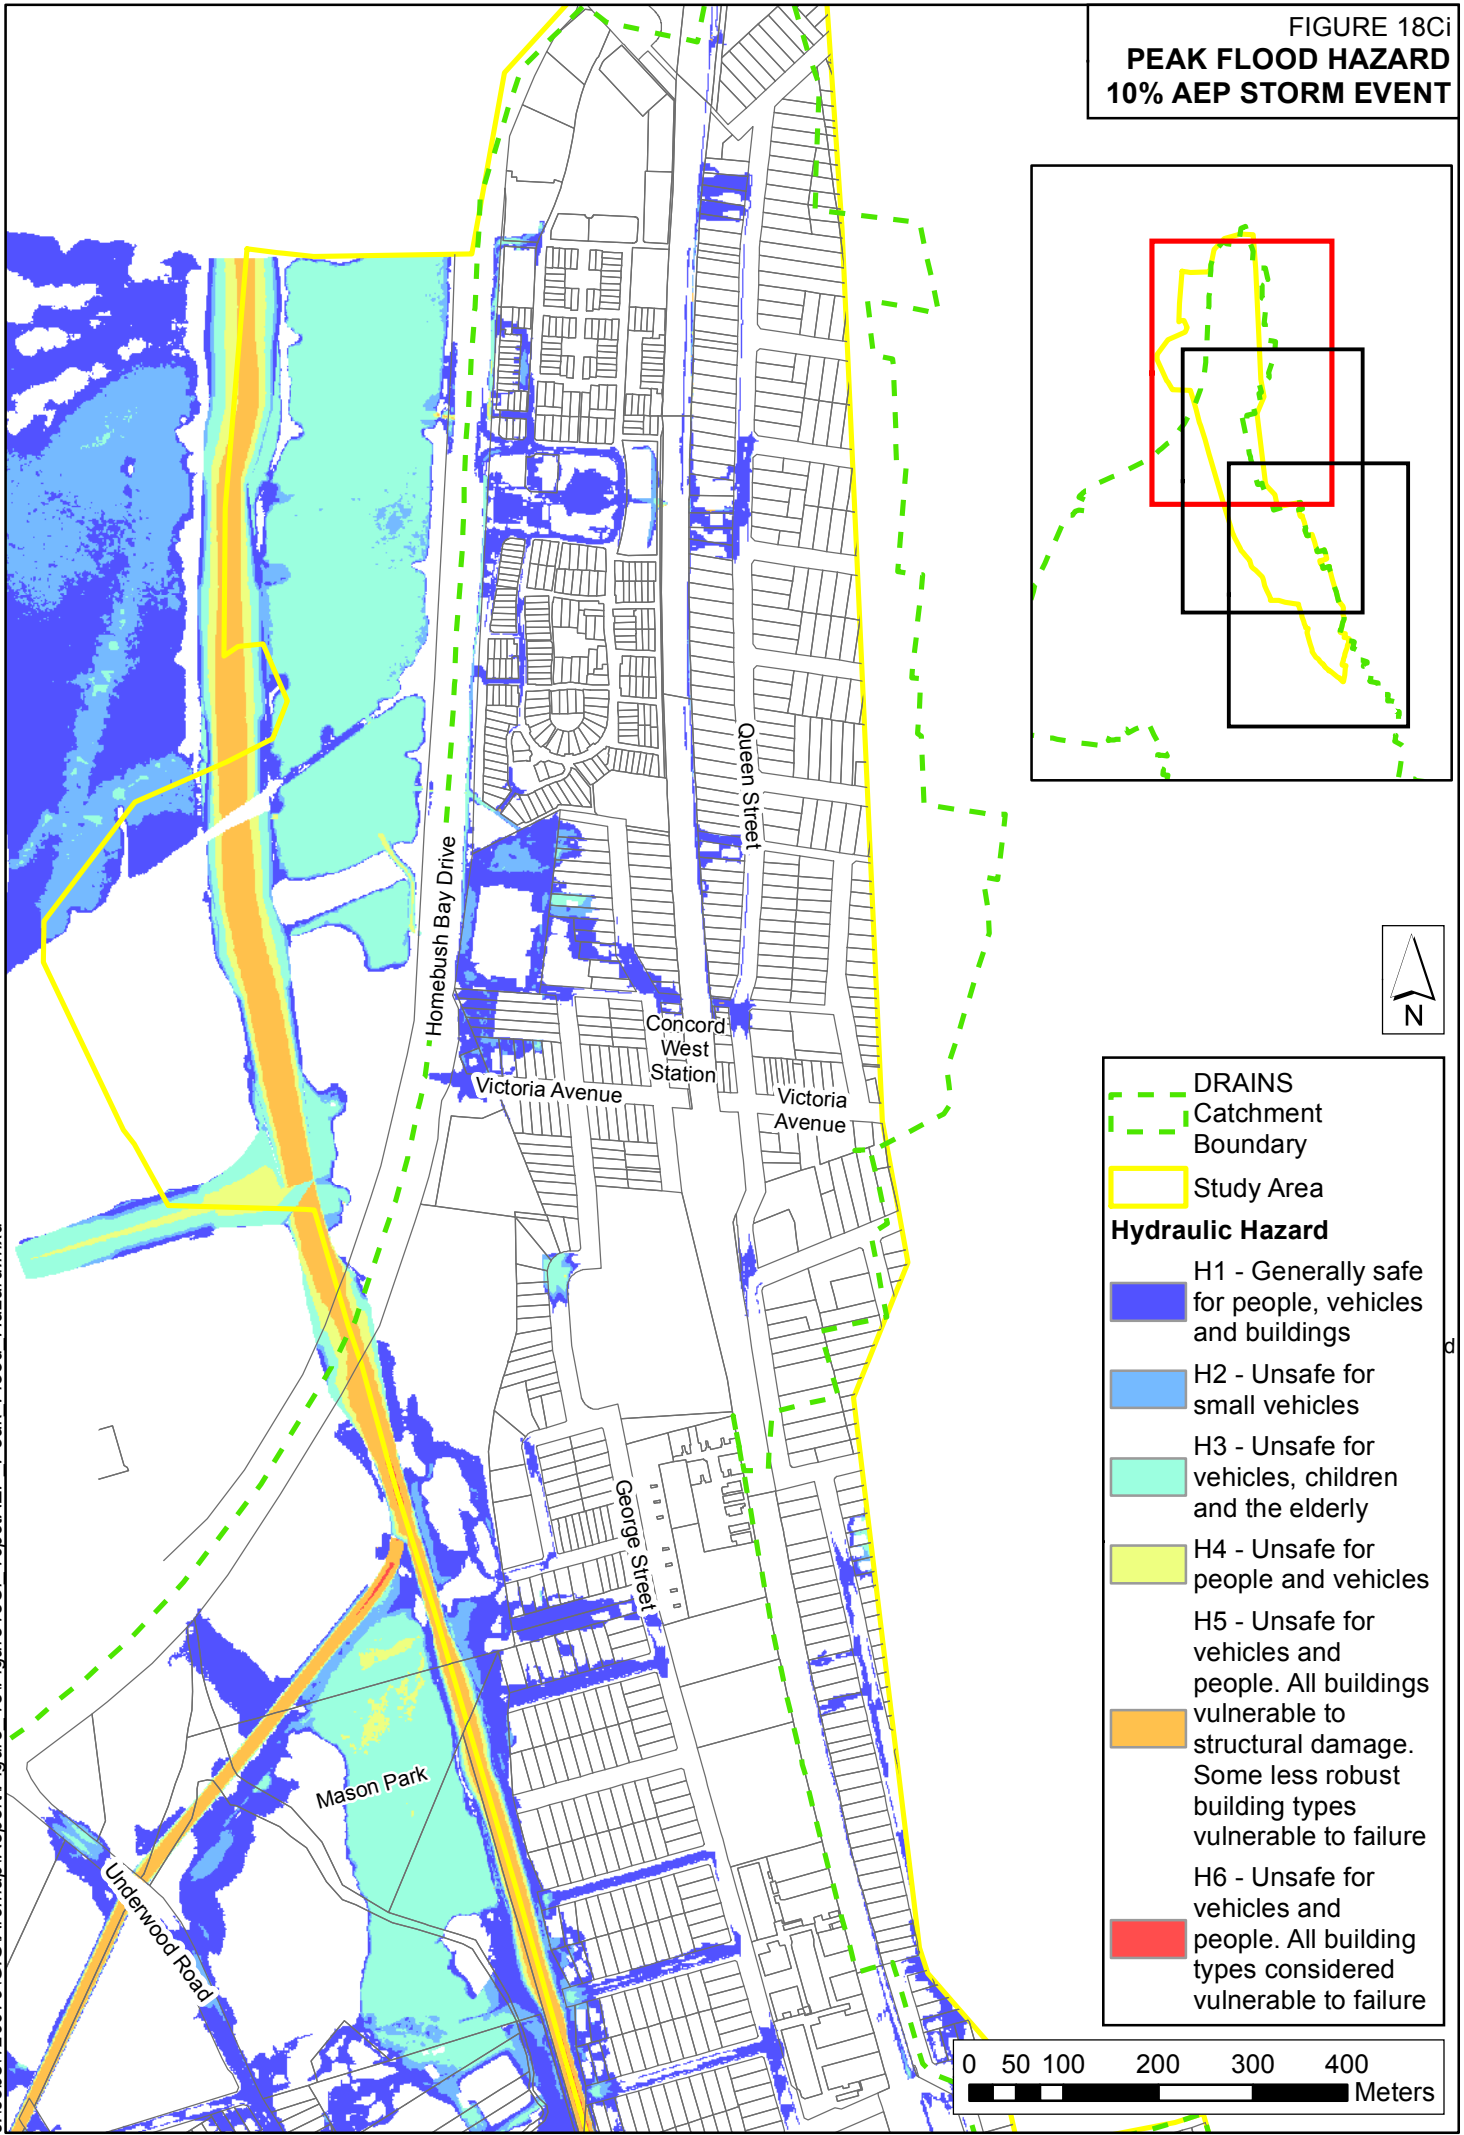 FIGURE 18Ci
PEAK FLOOD HAZARD
10% AEP STORM EVENT
Queen Street
Homebush Bay Drive
Concord
West
Station
Victoria Avenue
Victoria
Avenue
George Street
Mason Park
Underwood Road
N
DRAINS
Catchment
Boundary
Study Area
Hydraulic Hazard
H1 - Generally safe
for people, vehicles
and buildings
H2 - Unsafe for
small vehicles
H3 - Unsafe for
vehicles, children
and the elderly
H4 - Unsafe for
people and vehicles
H5 - Unsafe for
vehicles and
people. All buildings
vulnerable to
structural damage.
Some less robust
building types
vulnerable to failure
H6 - Unsafe for
vehicles and
people. All building
types considered
vulnerable to failure
d
0 50 100 200 300 400
Meters